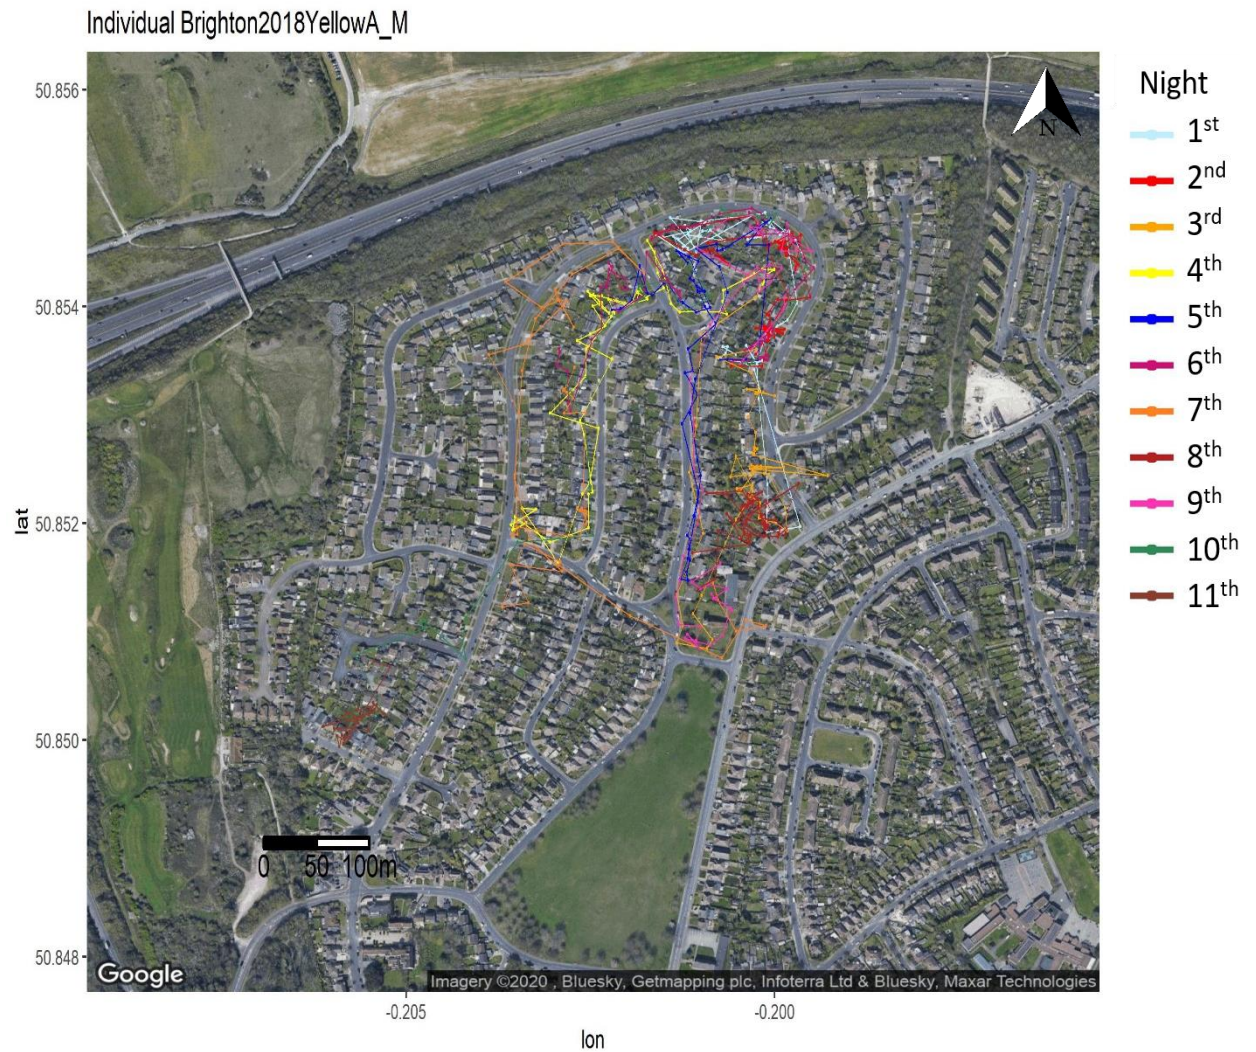 Individual Brighton2018YellowA_M
50.856
50.854
50.852
50.850
50.848
lat
-0.205
-0.200
lon
N
0 50 100m
Google
Imagery ©2020 , Bluesky, Getmapping plc, Infoterra Ltd & Bluesky, Maxar Technologies
Night
1st
2nd
3rd
4th
5th
6th
7th
8th
9th
10th
11th